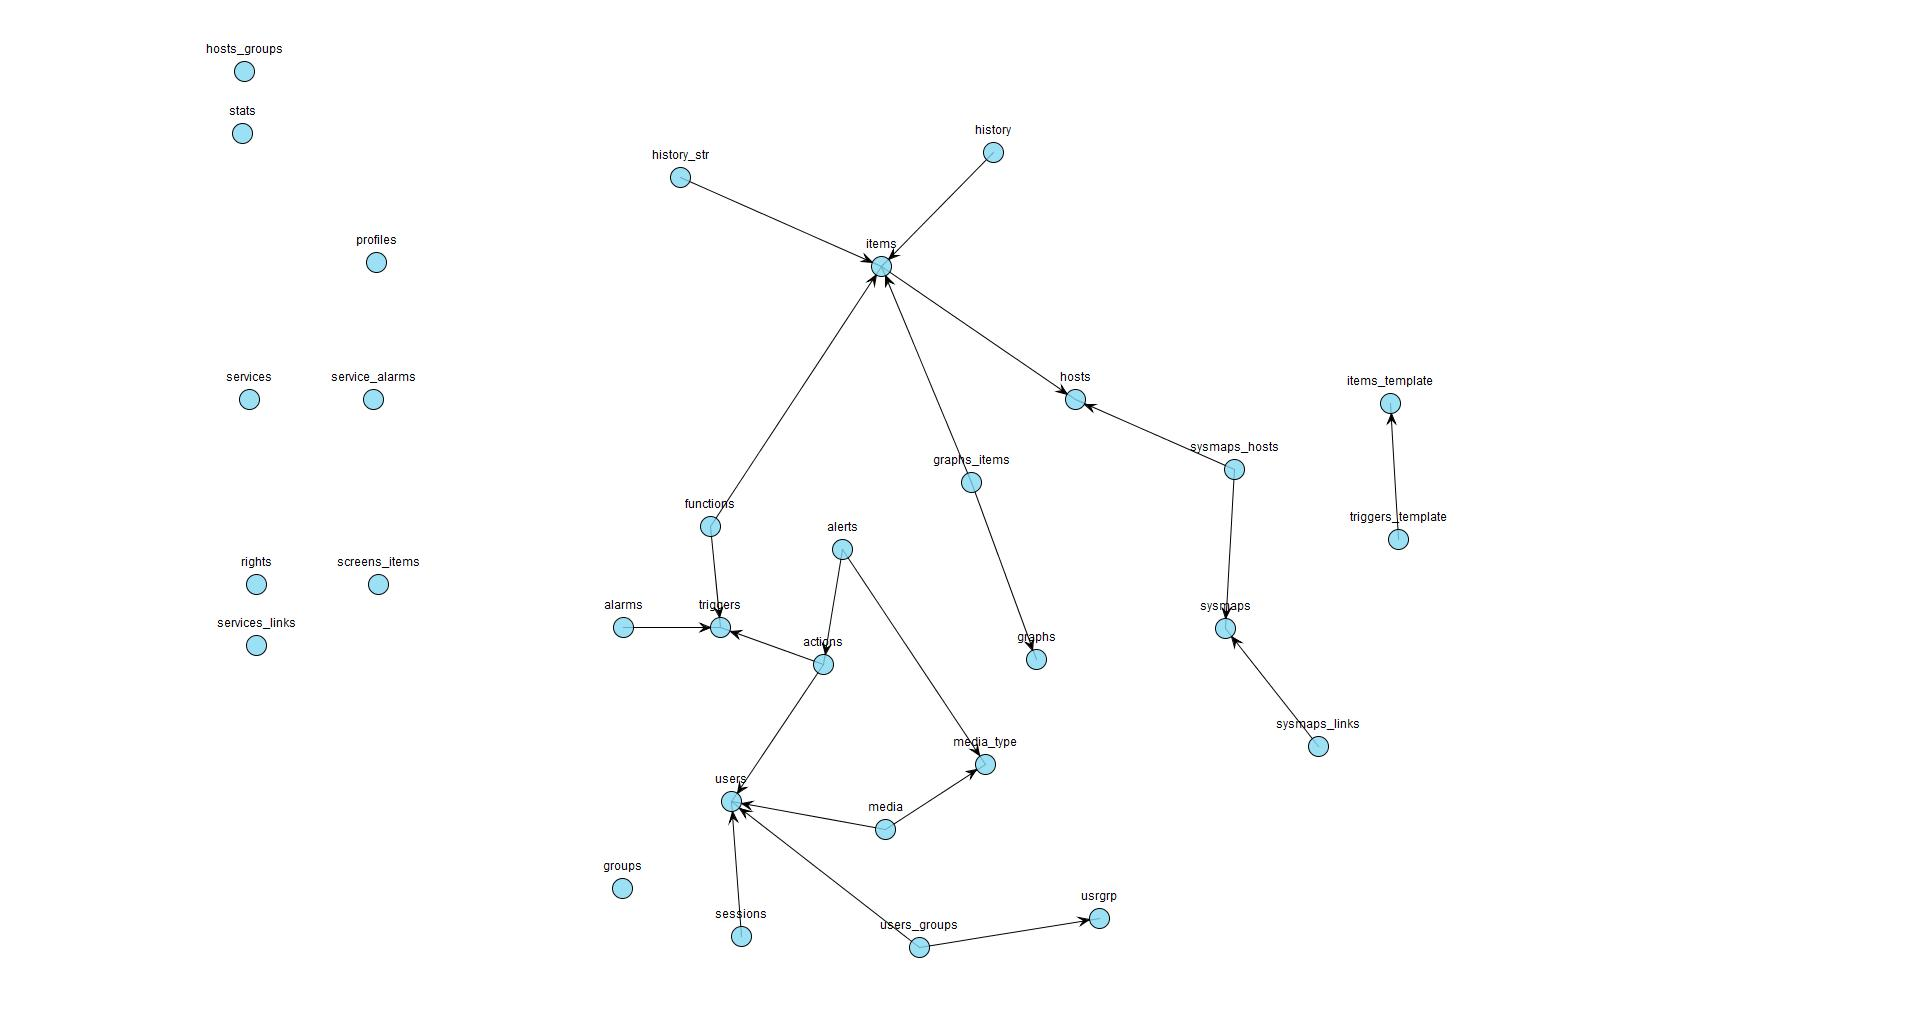 hosts_groups
stats
history
history_str
profiles
items
services
service_alarms
hosts
items_template
sysmaps_hosts
graphs_items
functions
triggers_template
alerts
rights
screens_items
alarms
triggers
sysmaps
services_links
graphs
actions
sysmaps_links
media_type
users
media
groups
usrgrp
sessions
users_groups